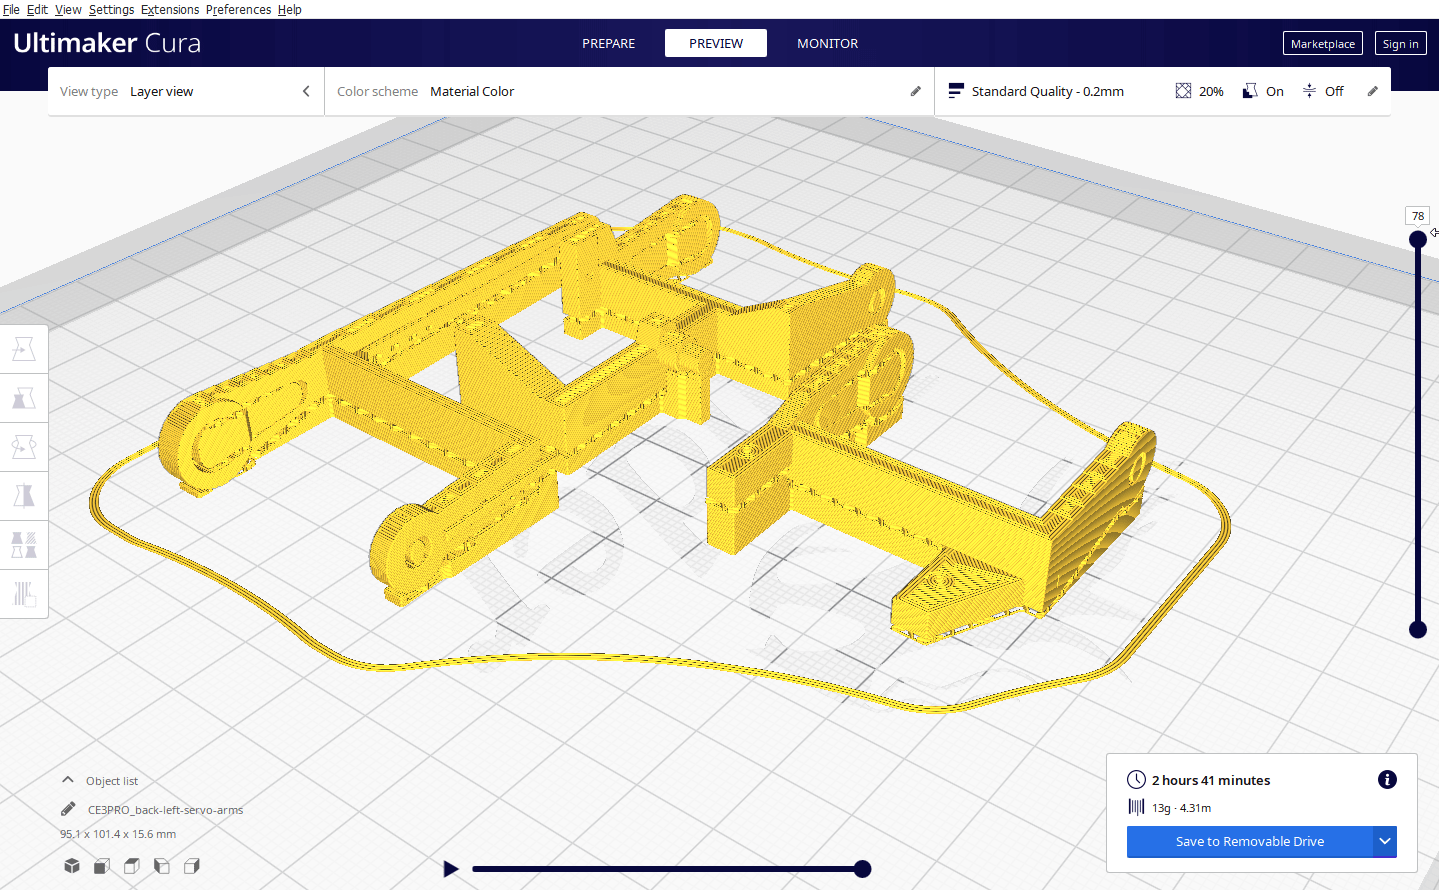 File Edit View Settings Extensions Preferences Help
Ultimaker Cura
PREPARE PREVIEW MONITOR
Marketplace Sign in
View type Layer view
Color scheme Material Color
Standard Quality - 0.2mm 20% On Off
78
Object list
CE3PRO_back-left-servo-arms
95.1 x 101.4 x 15.6 mm
2 hours 41 minutes
13g · 4.31m
Save to Removable Drive